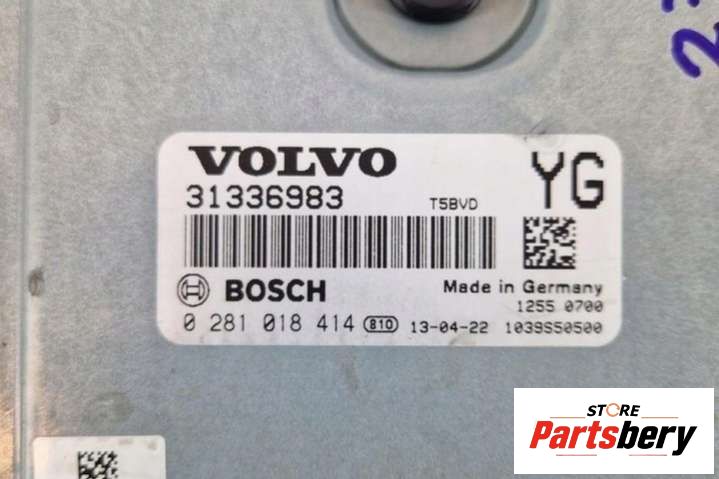 VOLVO
YG
31336983
T5BVD
BOSCH
Made in Germany
1255 0700
0 281 018 414 810 13-04-22 1039S50500
STORE
Partsbery